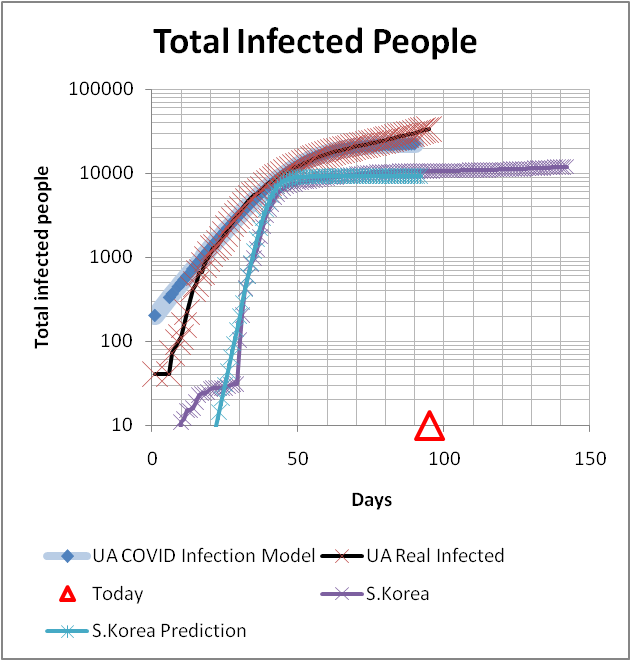 Total Infected People
100000
10000
1000
100
10
Total infected people
0 50 100 150
Days
UA COVID Infection Model UA Real Infected
Today S.Korea
S.Korea Prediction